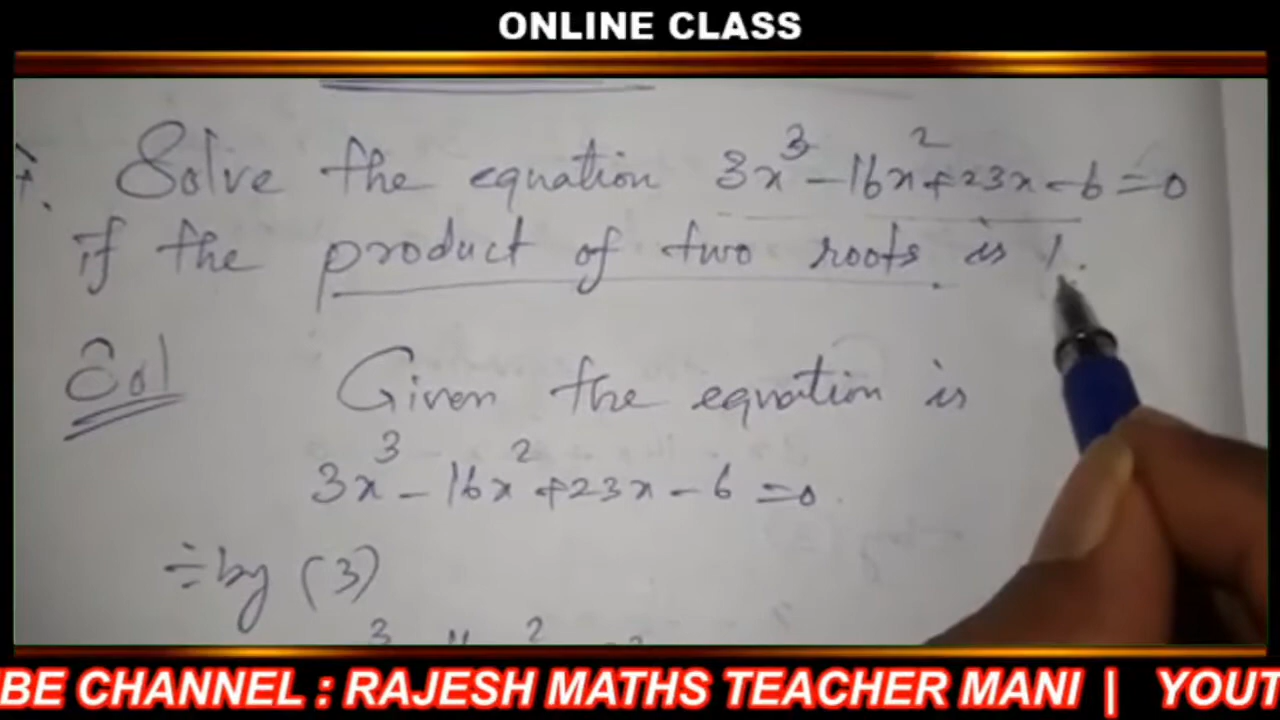 ONLINE CLASS
7. Solve the equation 3x³ - 16x² + 23x - 6 = 0
if the product of two roots is 1.
Sol
Given the equation is
3x³ - 16x² + 23x - 6 = 0
÷ by (3)
BE CHANNEL : RAJESH MATHS TEACHER MANI | YOUT